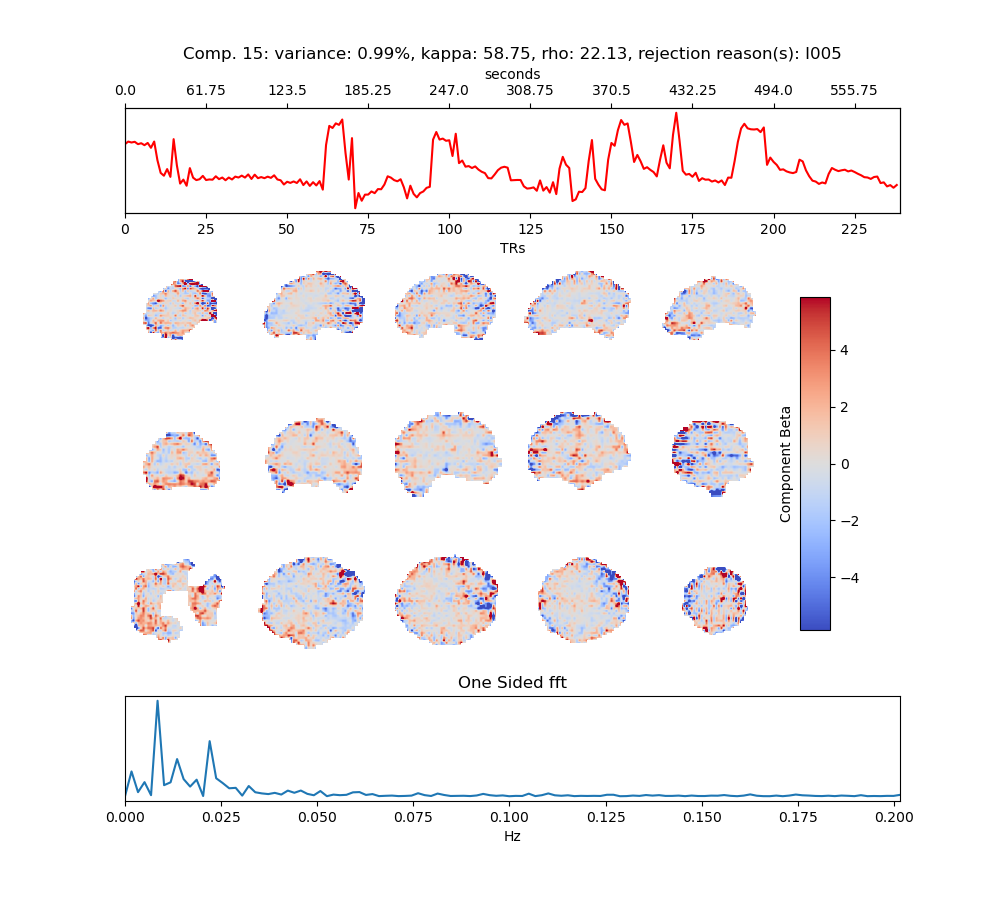 Comp. 15: variance: 0.99%, kappa: 58.75, rho: 22.13, rejection reason(s): I005
seconds
0.0 61.75 123.5 185.25 247.0 308.75 370.5 432.25 494.0 555.75
0 25 50 75 100 125 150 175 200 225
TRs
4
2
0
−2
−4
Component Beta
One Sided fft
0.000 0.025 0.050 0.075 0.100 0.125 0.150 0.175 0.200
Hz